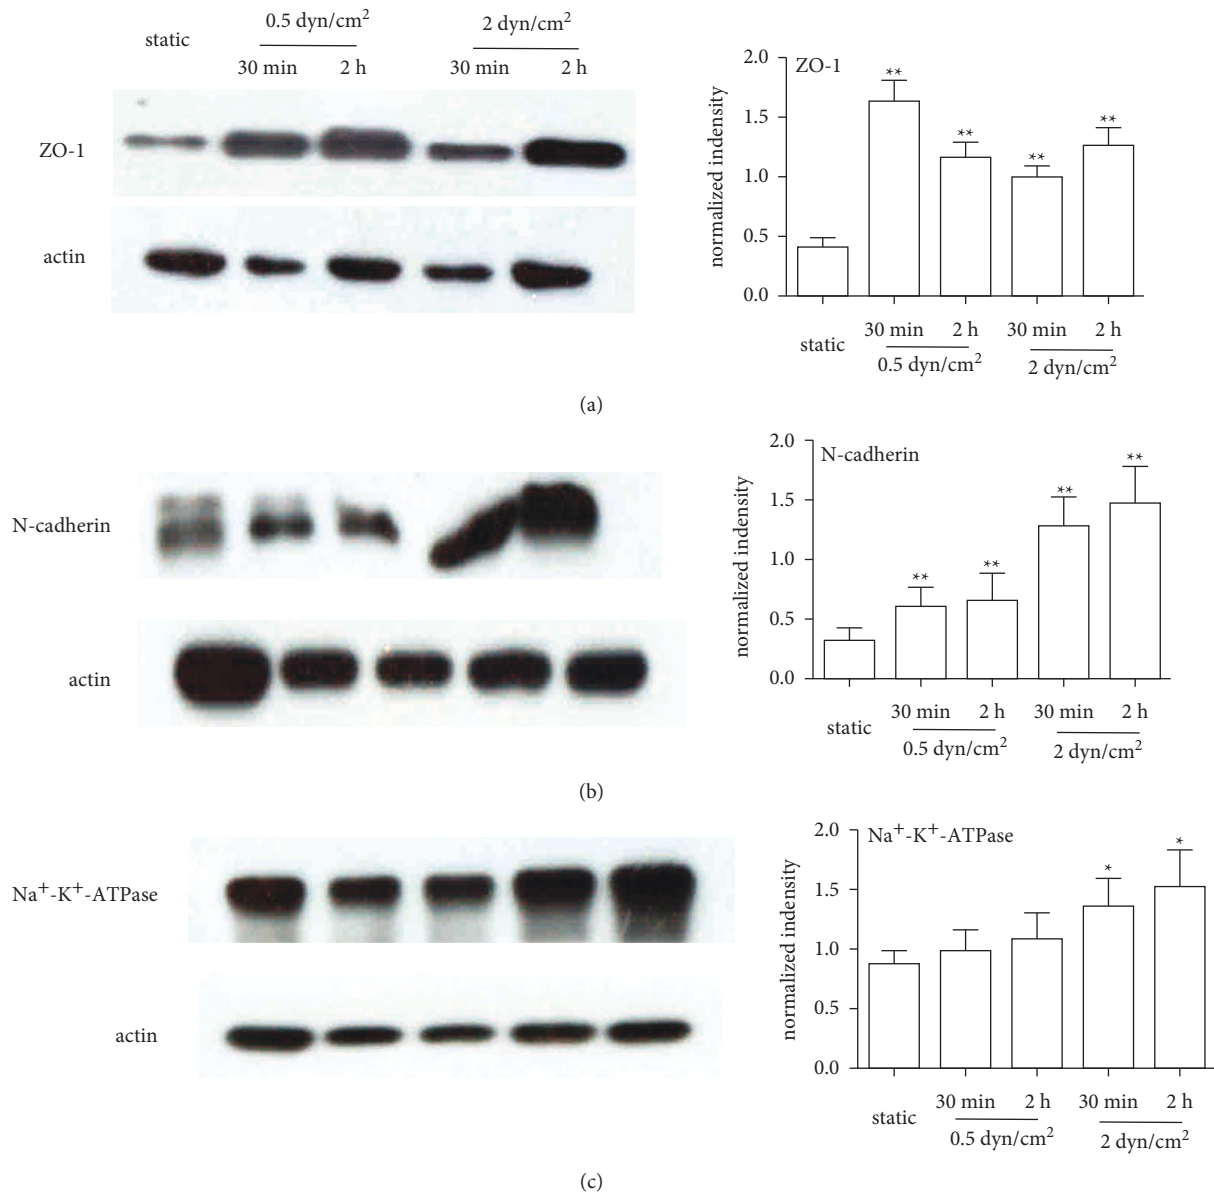 static
0.5 dyn/cm²
2 dyn/cm²
30 min 2 h 30 min 2 h
ZO-1
actin
2.0
1.5
1.0
0.5
0.0
normalized indensity
ZO-1
**
**
**
**
static
30 min 2 h 30 min 2 h
0.5 dyn/cm² 2 dyn/cm²
(a)
N-cadherin
actin
2.0
1.5
1.0
0.5
0.0
normalized indensity
N-cadherin
**
**
**
**
static
30 min 2 h 30 min 2 h
0.5 dyn/cm² 2 dyn/cm²
(b)
Na⁺-K⁺-ATPase
actin
2.0
1.5
1.0
0.5
0.0
normalized indensity
Na⁺-K⁺-ATPase
*
*
static
30 min 2 h 30 min 2 h
0.5 dyn/cm² 2 dyn/cm²
(c)